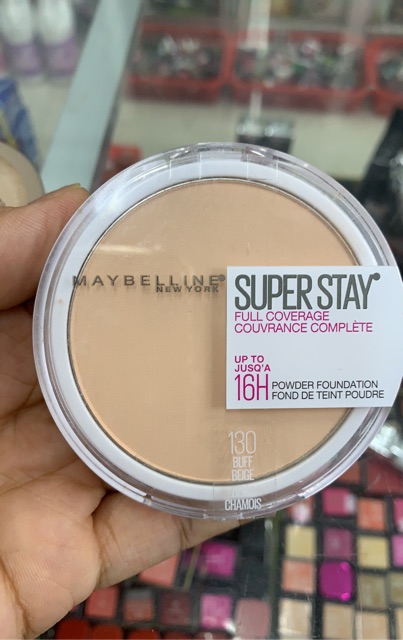 MAYBELLINE
NEW YORK
SUPER STAY®
FULL COVERAGE
COUVRANCE COMPLÈTE
UP TO
JUSQ'A
16H POWDER FOUNDATION
FOND DE TEINT POUDRE
130
BUFF
BEIGE
CHAMOIS